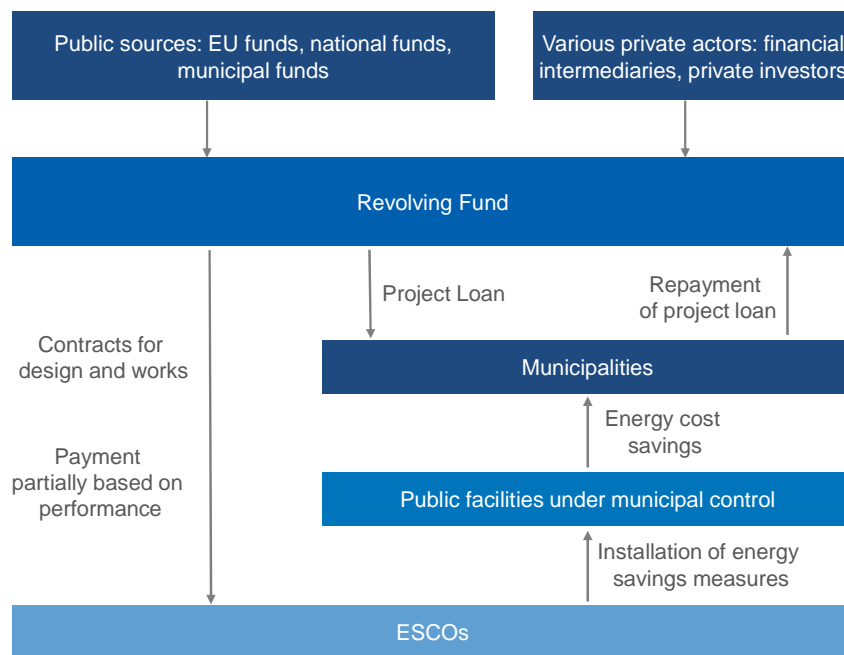 Public sources: EU funds, national funds,
municipal funds
Various private actors: financial
intermediaries, private investors
Revolving Fund
Project Loan
Repayment
of project loan
Contracts for
design and works
Municipalities
Energy cost
savings
Payment
partially based on
performance
Public facilities under municipal control
Installation of energy
savings measures
ESCOs